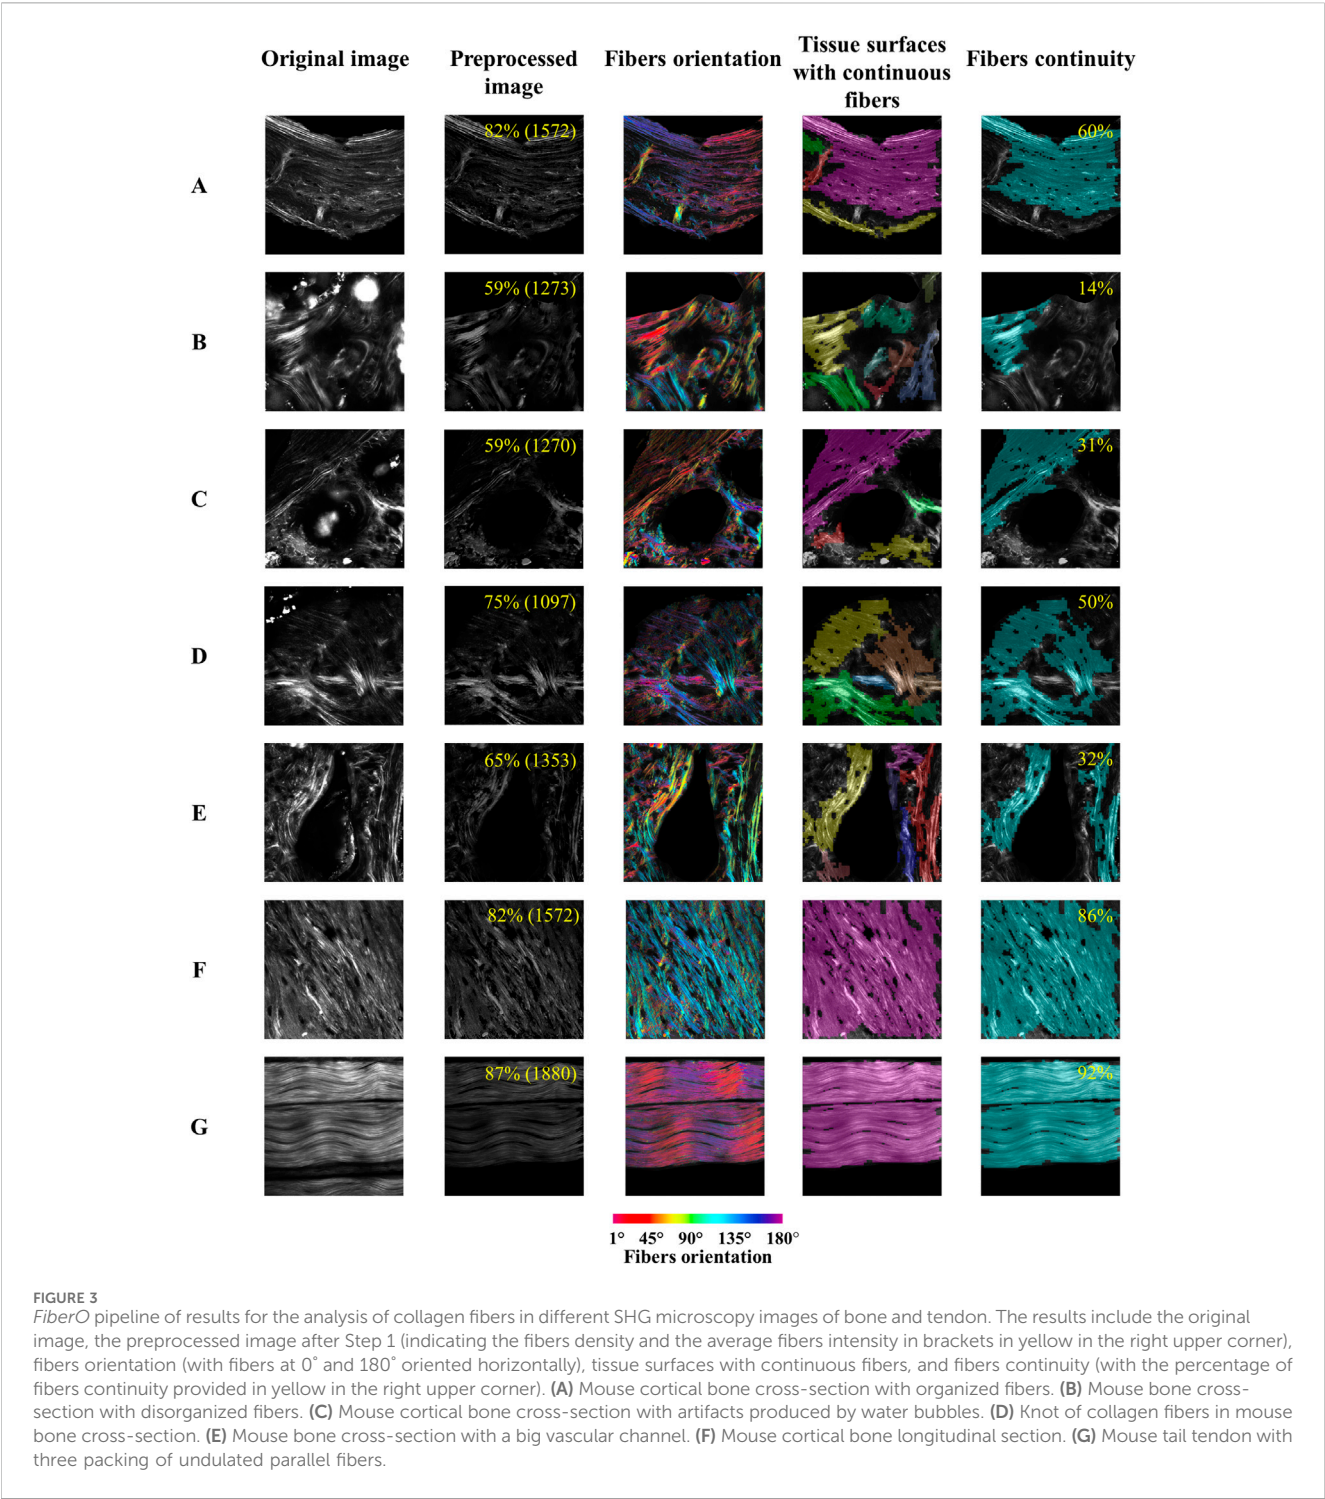 Original image
Preprocessed
image
Fibers orientation
Tissue surfaces
with continuous
fibers
Fibers continuity
A
82% (1572)
60%
B
59% (1273)
14%
C
59% (1270)
31%
D
75% (1097)
50%
E
65% (1353)
32%
F
82% (1572)
86%
G
87% (1880)
92%
1° 45° 90° 135° 180°
Fibers orientation
FIGURE 3
FiberO pipeline of results for the analysis of collagen fibers in different SHG microscopy images of bone and tendon. The results include the original
image, the preprocessed image after Step 1 (indicating the fibers density and the average fibers intensity in brackets in yellow in the right upper corner),
fibers orientation (with fibers at 0° and 180° oriented horizontally), tissue surfaces with continuous fibers, and fibers continuity (with the percentage of
fibers continuity provided in yellow in the right upper corner). (A) Mouse cortical bone cross-section with organized fibers. (B) Mouse bone cross-
section with disorganized fibers. (C) Mouse cortical bone cross-section with artifacts produced by water bubbles. (D) Knot of collagen fibers in mouse
bone cross-section. (E) Mouse bone cross-section with a big vascular channel. (F) Mouse cortical bone longitudinal section. (G) Mouse tail tendon with
three packing of undulated parallel fibers.